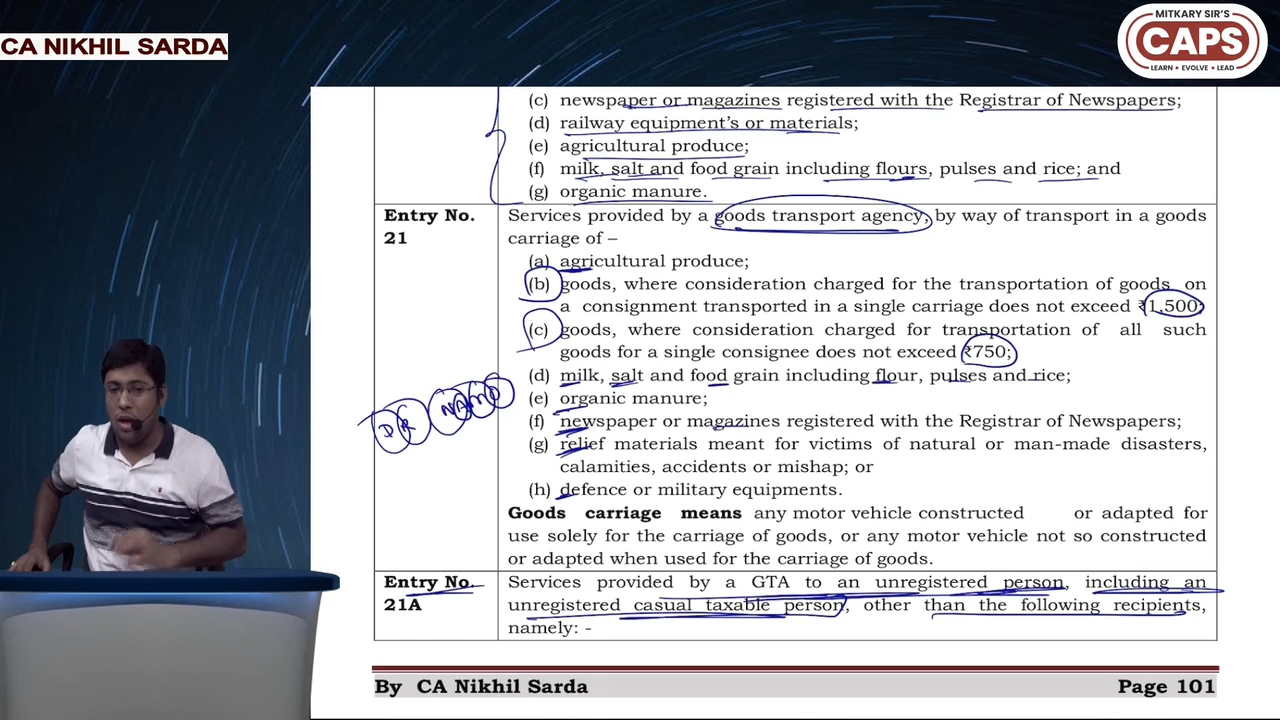 CA NIKHIL SARDA
MITKARY SIR'S
CAPS
LEARN • EVOLVE • LEAD
(c) newspaper or magazines registered with the Registrar of Newspapers;
(d) railway equipment's or materials;
(e) agricultural produce;
(f) milk, salt and food grain including flours, pulses and rice; and
(g) organic manure.
Entry No. 21
Services provided by a goods transport agency, by way of transport in a goods
carriage of –
(a) agricultural produce;
(b) goods, where consideration charged for the transportation of goods on
a consignment transported in a single carriage does not exceed ₹1,500;
(c) goods, where consideration charged for transportation of all such
goods for a single consignee does not exceed ₹750;
(d) milk, salt and food grain including flour, pulses and rice;
(e) organic manure;
(f) newspaper or magazines registered with the Registrar of Newspapers;
(g) relief materials meant for victims of natural or man-made disasters,
calamities, accidents or mishap; or
(h) defence or military equipments.
Goods carriage means any motor vehicle constructed or adapted for
use solely for the carriage of goods, or any motor vehicle not so constructed
or adapted when used for the carriage of goods.
Entry No. 21A
Services provided by a GTA to an unregistered person, including an
unregistered casual taxable person, other than the following recipients,
namely: -
By CA Nikhil Sarda
Page 101